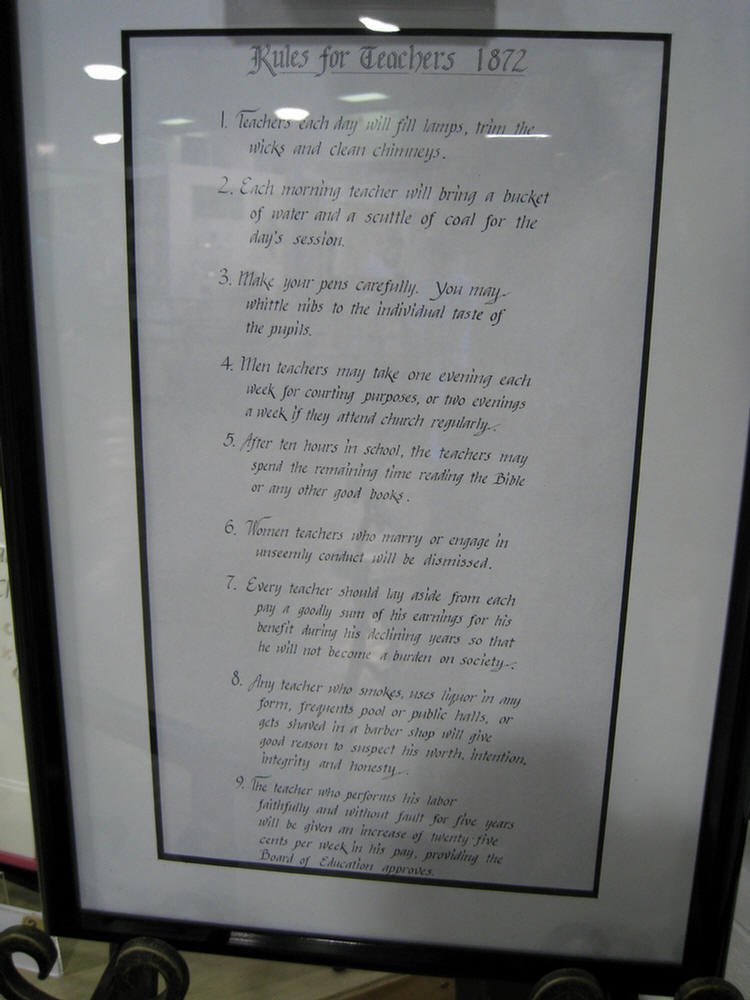 Rules for Teachers 1872
1. Teachers each day will fill lamps, trim the
wicks and clean chimneys.
2. Each morning teacher will bring a bucket
of water and a scuttle of coal for the
day's session.
3. Make your pens carefully. You may
whittle nibs to the individual taste of
the pupils.
4. Men teachers may take one evening each
week for courting purposes, or two evenings
a week if they attend church regularly.
5. After ten hours in school, the teachers may
spend the remaining time reading the Bible
or any other good books.
6. Women teachers who marry or engage in
unseemly conduct will be dismissed.
7. Every teacher should lay aside from each
pay a goodly sum of his earnings for his
benefit during his declining years so that
he will not become a burden on society.
8. Any teacher who smokes, uses liquor in any
form, frequents pool or public halls, or
gets shaved in a barber shop will give
good reason to suspect his worth, intention,
integrity and honesty.
9. The teacher who performs his labor
faithfully and without fault for five years
will be given an increase of twenty-five
cents per week in his pay, providing the
Board of Education approves.